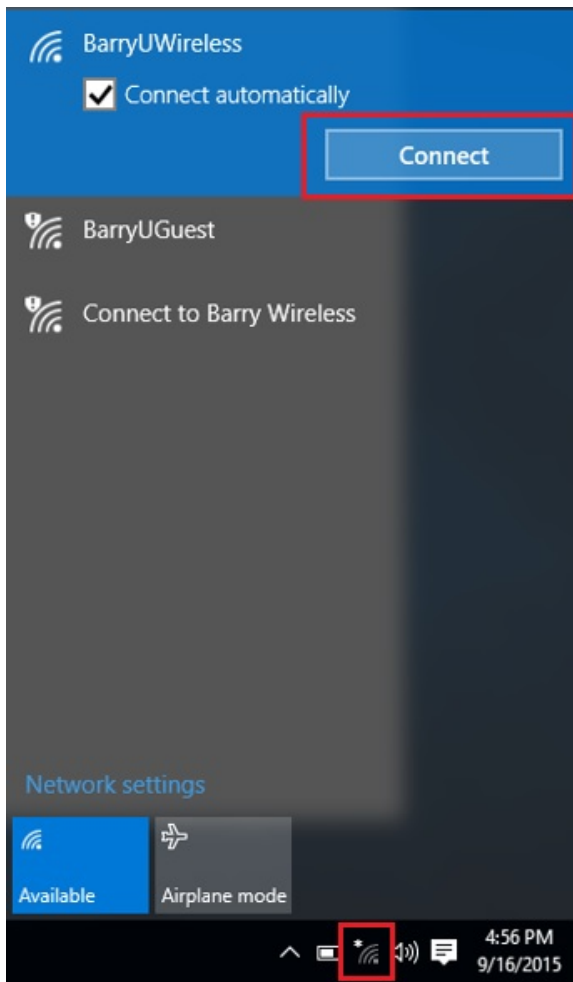 BarryUWireless
Connect automatically
Connect
BarryUGuest
Connect to Barry Wireless
Network settings
Available
Airplane mode
4:56 PM
9/16/2015